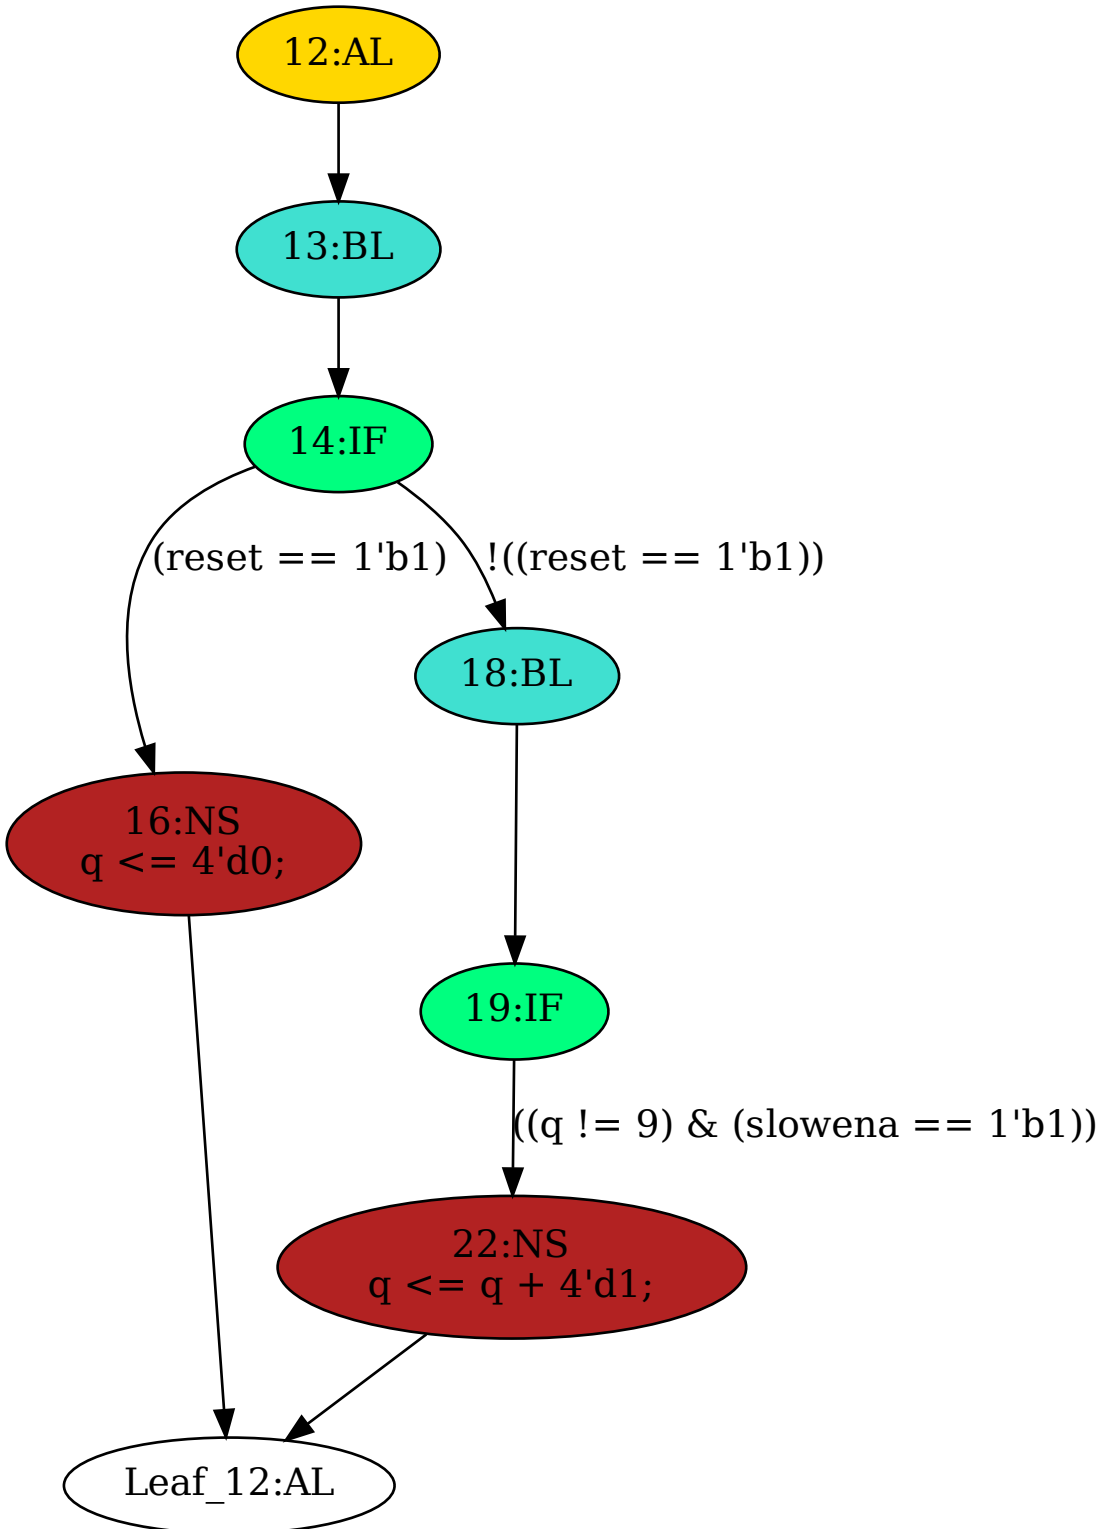 12:AL
13:BL
14:IF
(reset == 1'b1)
!((reset == 1'b1))
18:BL
16:NS
q <= 4'd0;
19:IF
((q != 9) & (slowena == 1'b1))
22:NS
q <= q + 4'd1;
Leaf_12:AL